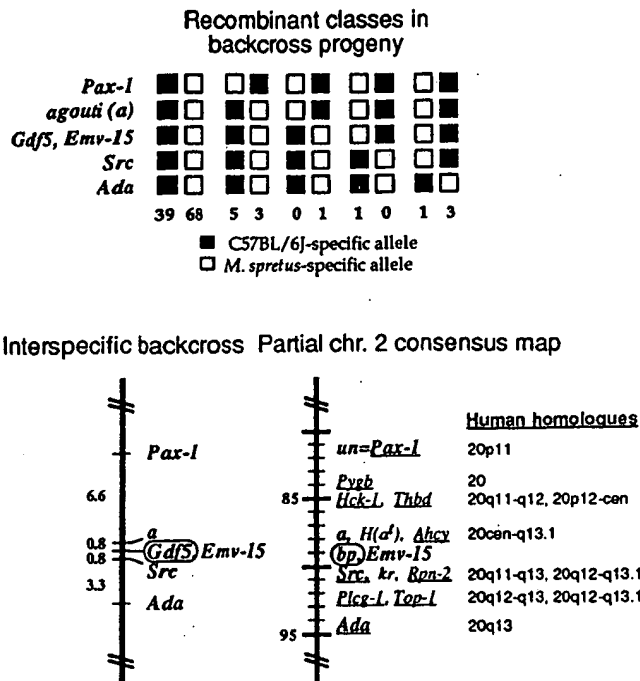 Recombinant classes in
backcross progeny
Pax-1
agouti (a)
Gdf5, Emv-15
Src
Ada
39 68 5 3 0 1 1 0 1 3
C57BL/6J-specific allele
M. spretus-specific allele
Interspecific backcross Partial chr. 2 consensus map
Human homologues
Pax-1 un=Pax-1 20p11
Pygb 20
6.6 85 Hck-1, Thbd 20q11-q12, 20p12-cen
0.8 a a, H(a¹), Ahcy 20cen-q13.1
Gdf5, Emv-15 bp, Emv-15
0.8 Src Src, kr, Rpn-2 20q11-q13, 20q12-q13.1
3.3 Plcg-1, Top-1 20q12-q13, 20q12-q13.1
Ada 95 Ada 20q13